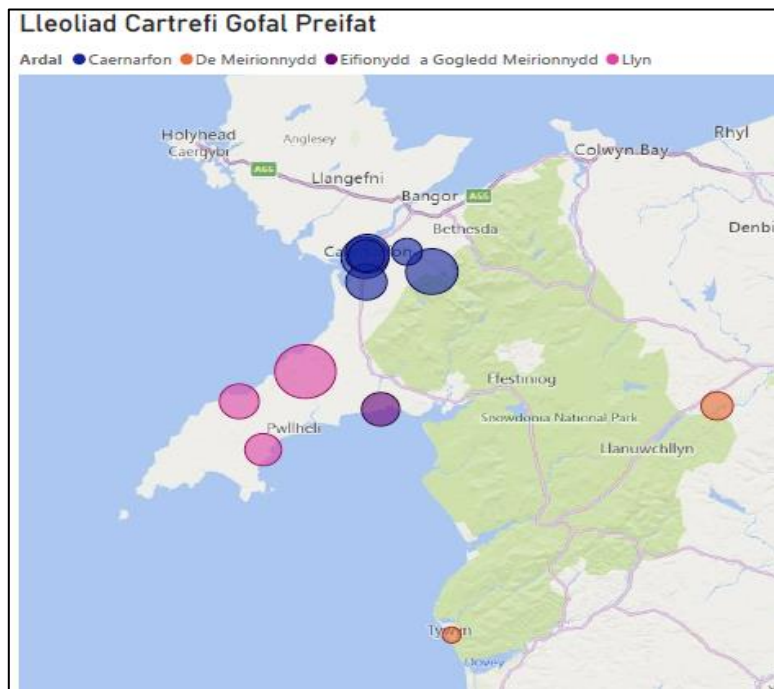 Lleoliad Cartrefi Gofal Preifat
Ardal Caernarfon De Meirionnydd Eifionydd a Gogledd Meirionnydd Llyn
Holyhead
Caergybi
Anglesey
Rhyl
Colwyn Bay
A55
Llangefni
Bangor
A55
Bethesda
Denbi
Ffestiniog
Snowdonia National Park
Pwllheli
Llanuwchllyn
Tywyn
Dovey